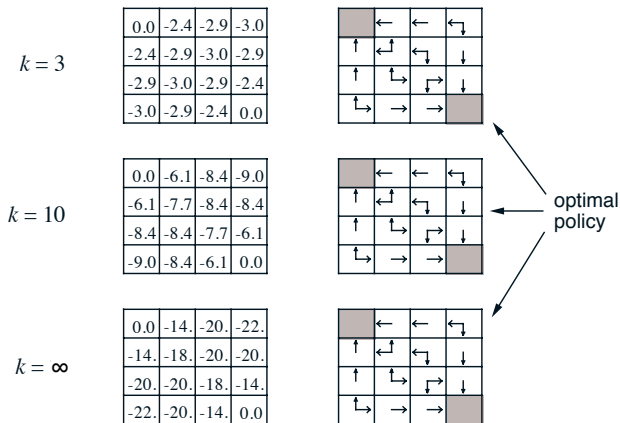 0.0 -2.4 -2.9 -3.0
-2.4 -2.9 -3.0 -2.9
k = 3
-2.9 -3.0 -2.9 -2.4
-3.0 -2.9 -2.4 0.0
0.0 -6.1 -8.4 -9.0
-6.1 -7.7 -8.4 -8.4
k = 10
-8.4 -8.4 -7.7 -6.1
-9.0 -8.4 -6.1 0.0
optimal
policy
0.0 -14. -20. -22.
-14. -18. -20. -20.
k = ∞
-20. -20. -18. -14.
-22. -20. -14. 0.0